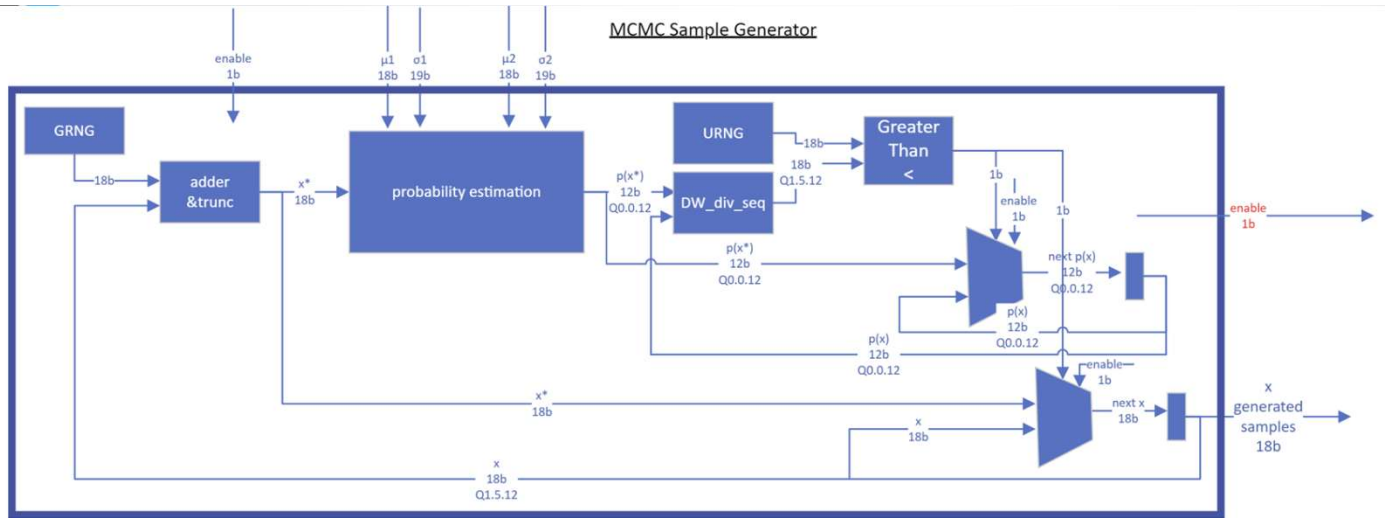 MCMC Sample Generator
enable
1b
μ1
18b
σ1
19b
μ2
18b
σ2
19b
GRNG
18b
adder
&trunc
x*
18b
probability estimation
p(x*)
12b
Q0.0.12
URNG
18b
18b
Q1.5.12
DW_div_seq
Greater
Than
<
1b
enable
1b
1b
enable
1b
p(x*)
12b
Q0.0.12
next p(x)
12b
Q0.0.12
p(x)
12b
Q0.0.12
p(x)
12b
Q0.0.12
enable
1b
x*
18b
x
18b
next x
18b
x
generated
samples
18b
x
18b
Q1.5.12